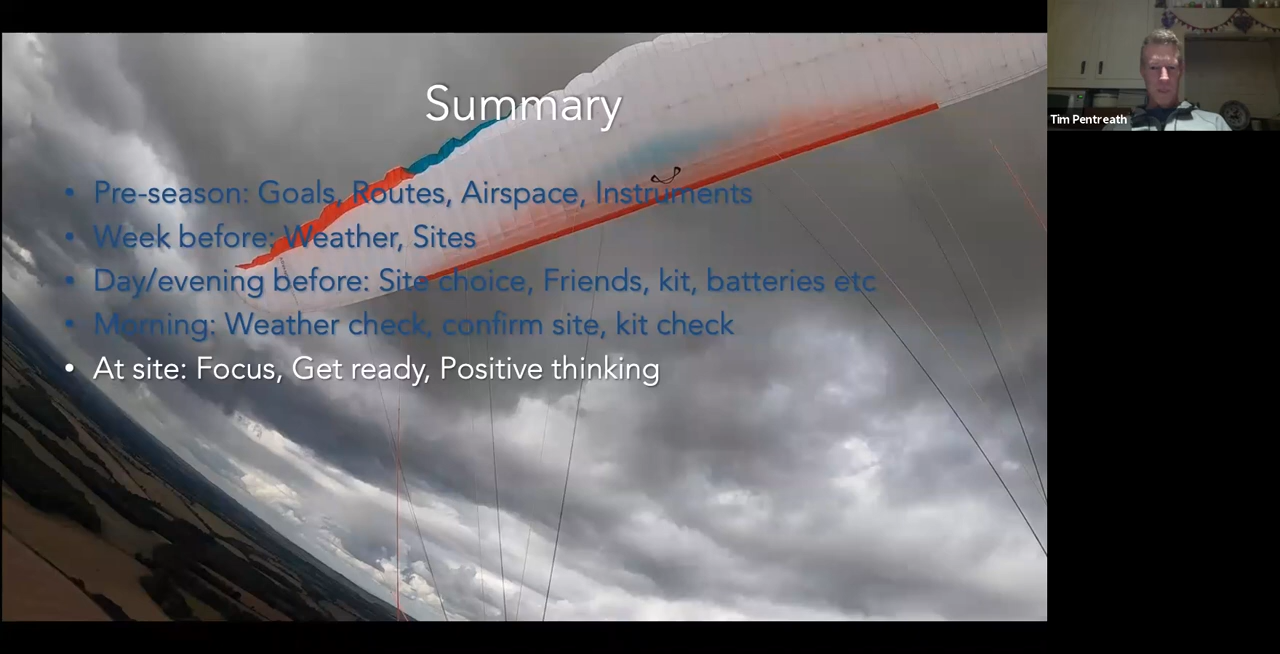 Summary
• Pre-season: Goals, Routes, Airspace, Instruments
• Week before: Weather, Sites
• Day/evening before: Site choice, Friends, kit, batteries etc
• Morning: Weather check, confirm site, kit check
• At site: Focus, Get ready, Positive thinking
Tim Pentreath